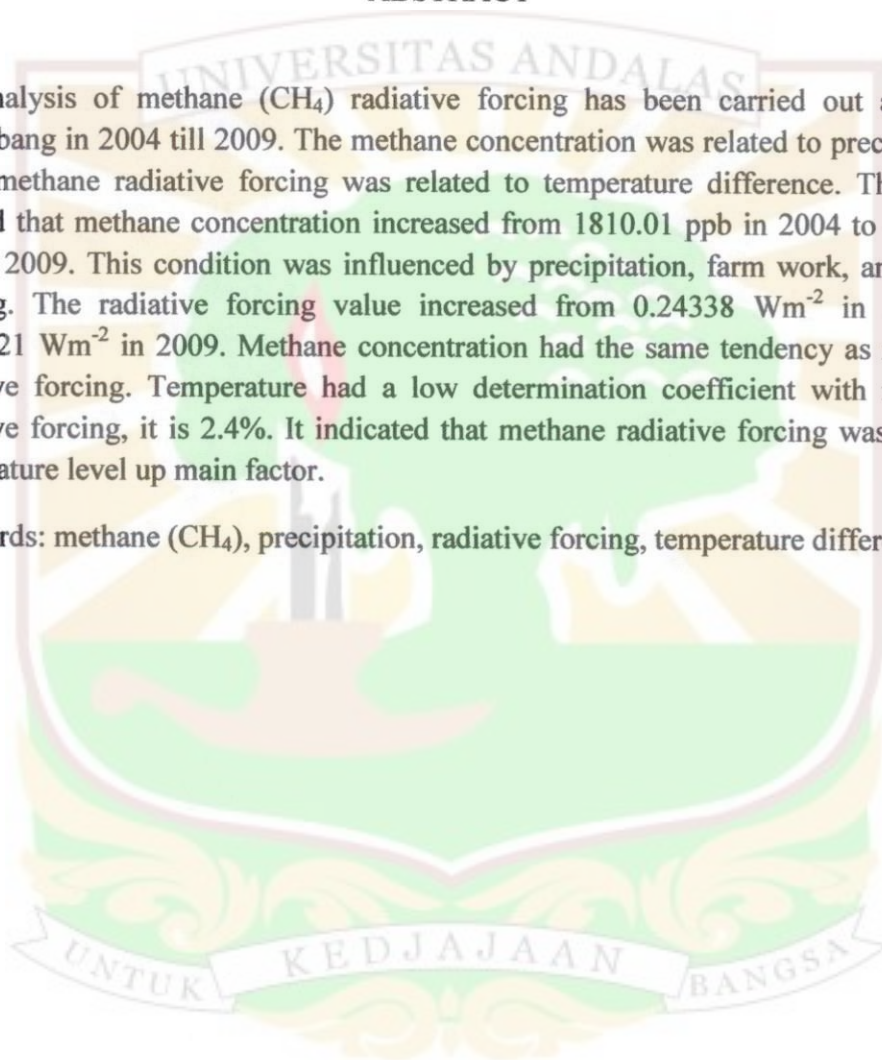 UNIVERSITAS ANDALAS
nalysis of methane (CH₄) radiative forcing has been carried out
bang in 2004 till 2009. The methane concentration was related to prec
methane radiative forcing was related to temperature difference. Th
d that methane concentration increased from 1810.01 ppb in 2004 to
2009. This condition was influenced by precipitation, farm work, an
g. The radiative forcing value increased from 0.24338 Wm⁻² in
21 Wm⁻² in 2009. Methane concentration had the same tendency as
ve forcing. Temperature had a low determination coefficient with
ve forcing, it is 2.4%. It indicated that methane radiative forcing was
ature level up main factor.
rds: methane (CH₄), precipitation, radiative forcing, temperature differ
UNTUK KEDJAJAAN BANGSA